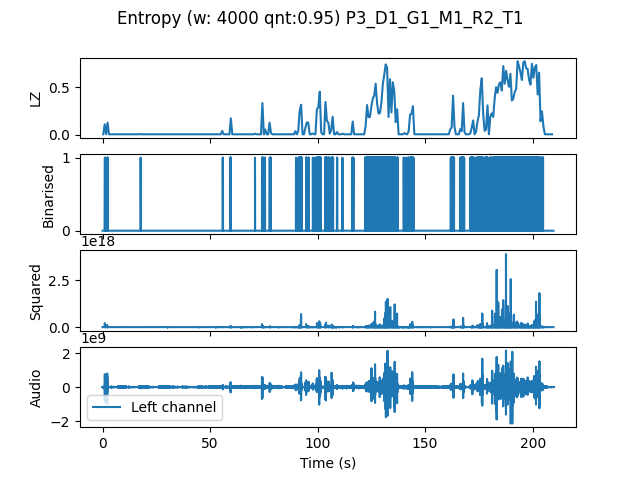 Entropy (w: 4000 qnt:0.95) P3_D1_G1_M1_R2_T1
LZ
0.5
0.0
Binarised
1
0
1e18
Squared
2.5
0.0
1e9
Audio
2
0
−2
Left channel
0 50 100 150 200
Time (s)